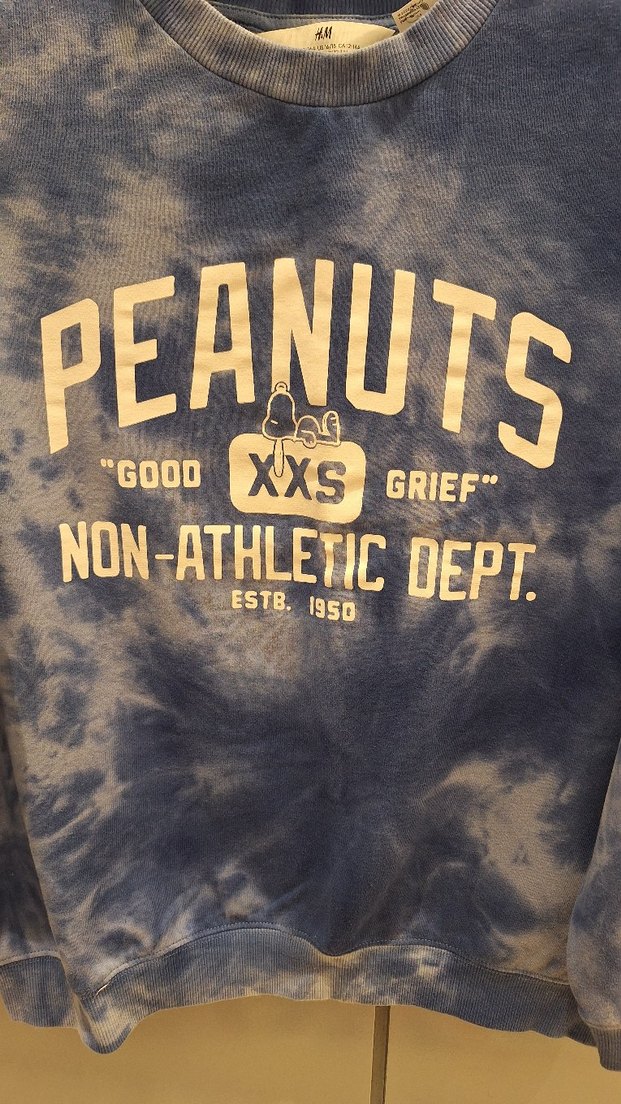 H&M
PEANUTS
"GOOD XXS GRIEF"
NON-ATHLETIC DEPT.
ESTB. 1950